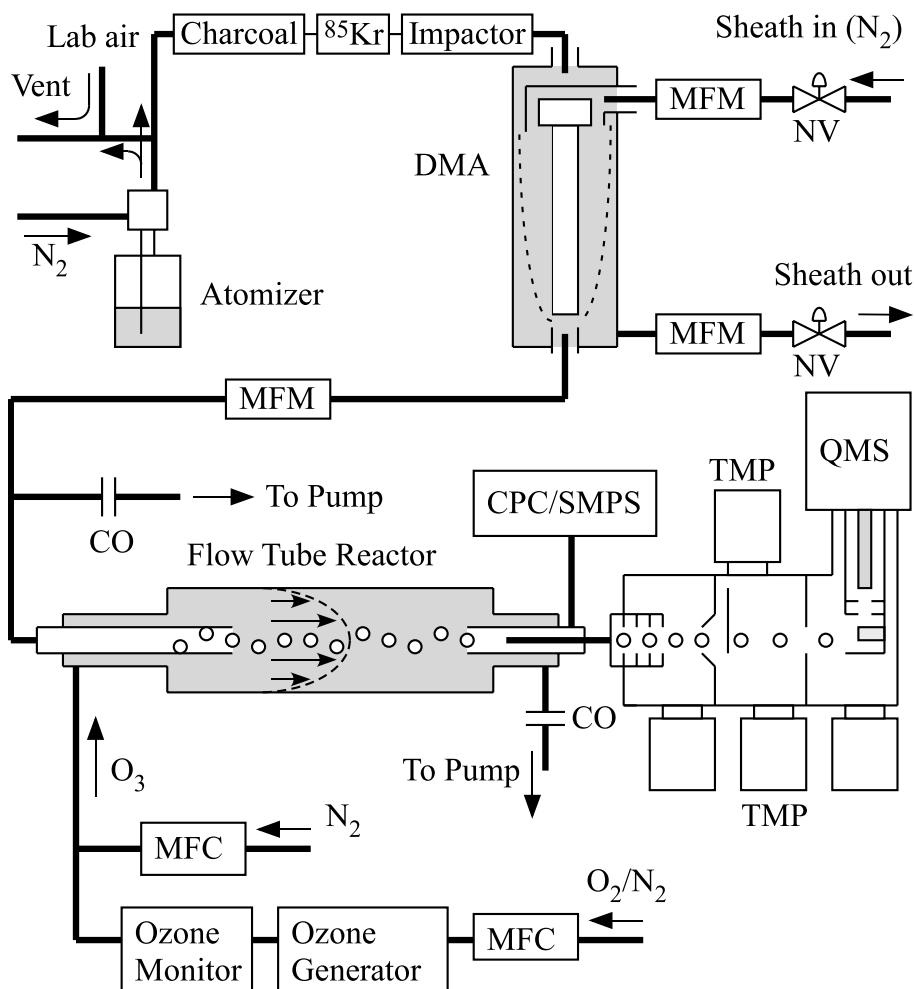 Lab air
Charcoal
⁸⁵Kr
Impactor
Sheath in (N₂)
Vent
MFM
NV
DMA
N₂
Atomizer
Sheath out
MFM
NV
MFM
QMS
TMP
To Pump
CPC/SMPS
CO
Flow Tube Reactor
CO
To Pump
O₃
TMP
N₂
MFC
O₂/N₂
Ozone
Monitor
Ozone
Generator
MFC